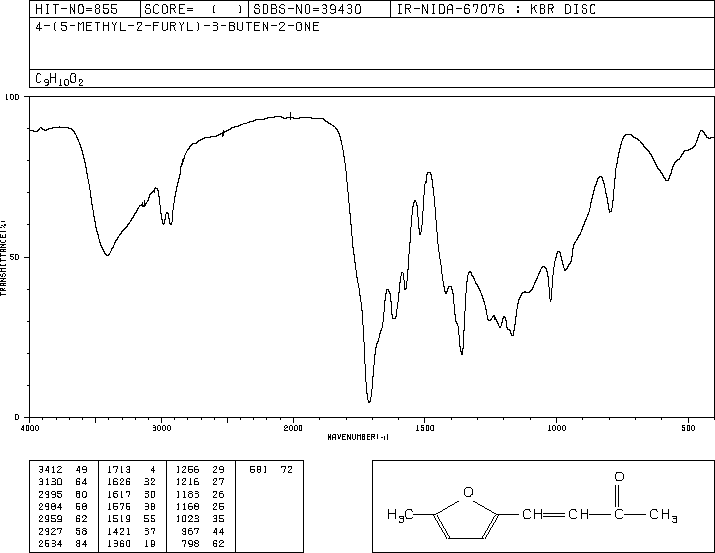 HIT-NO=855 SCORE= ( ) SDBS-NO=39430 IR-NIDA-67076 : KBR DISC
4-(5-METHYL-2-FURYL)-3-BUTEN-2-ONE
C9H10O2
100
TRANSMITTANCE(%)
50
0
4000 3000 2000 1500 1000 500
WAVENUMBER(-1)
3412 49 1713 4 1256 29 581 72
3130 64 1626 32 1216 27
2995 60 1617 30 1183 26
2984 1576 38 1168 25
2959 62 1519 55 1023 35
2927 58 1421 37 967 44
2534 84 1360 19 798 62
O
O
H3C CH CH C CH3